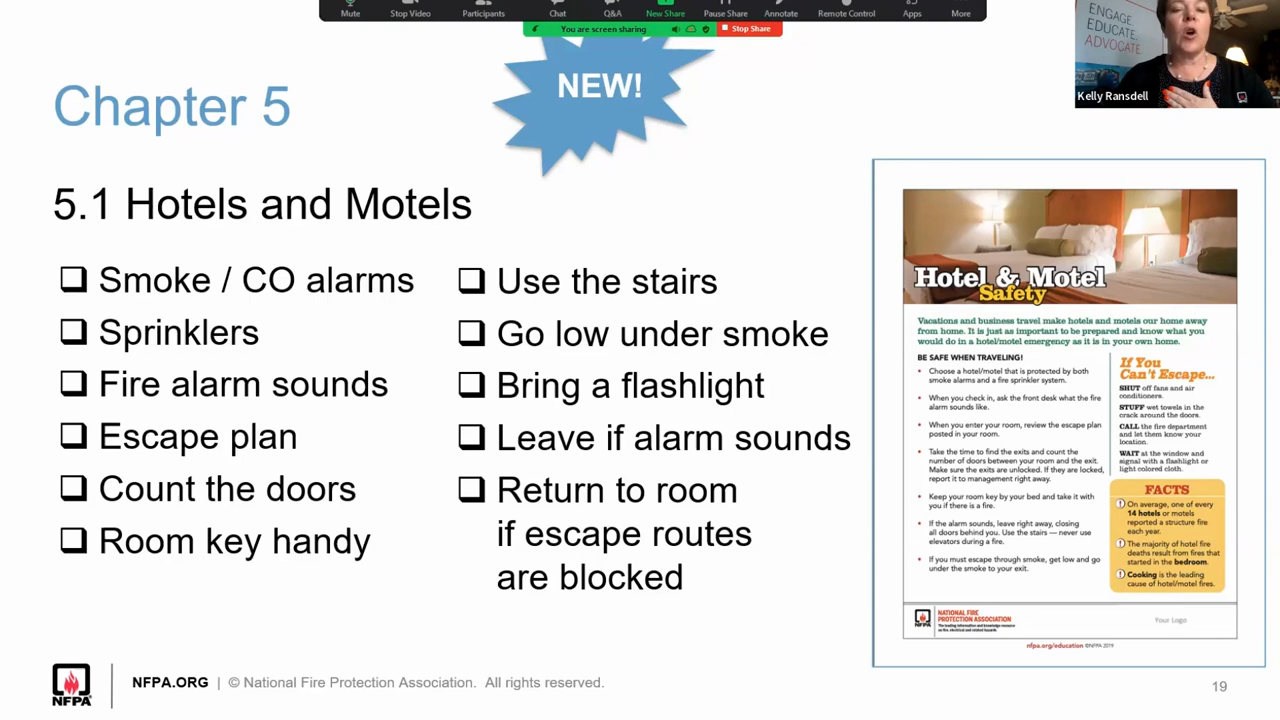 Mute
Stop Video
Participants
Chat
Q&A
New Share
Pause Share
Annotate
Remote Control
Apps
More
You are screen sharing
Stop Share
ENGAGE.
EDUCATE.
ADVOCATE.
Kelly Ransdell
NEW!
Chapter 5
5.1 Hotels and Motels
Smoke / CO alarms
Sprinklers
Fire alarm sounds
Escape plan
Count the doors
Room key handy
Use the stairs
Go low under smoke
Bring a flashlight
Leave if alarm sounds
Return to room
if escape routes
are blocked
Hotel & Motel
Safety
Vacations and business travel make hotels and motels our home away
from home. It is just as important to be prepared and know what you
would do in a hotel/motel emergency as it is in your own home.
BE SAFE WHEN TRAVELING!
• Choose a hotel/motel that is protected by both
smoke alarms and a fire sprinkler system.
• When you check in, ask the front desk what the fire
alarm sounds like.
• When you enter your room, review the escape plan
posted in your room.
• Take the time to find the exits and count the
number of doors between your room and the exit.
Make sure the exits are unlocked. If they are locked,
report it to management right away.
• Keep your room key by your bed and take it with
you if there is a fire.
• If the alarm sounds, leave right away, closing
all doors behind you. Use the stairs — never use
elevators during a fire.
• If you must escape through smoke, get low and go
under the smoke to your exit.
If You
Can't Escape...
SHUT off fans and air
conditioners.
STUFF wet towels in the
crack around the doors.
CALL the fire department
and let them know your
location.
WAIT at the window and
signal with a flashlight or
light colored cloth.
FACTS
! On average, one of every
14 hotels or motels
reported a structure fire
each year.
! The majority of hotel fire
deaths result from fires that
started in the bedroom.
! Cooking is the leading
cause of hotel/motel fires.
NFPA
NATIONAL FIRE
PROTECTION ASSOCIATION
The leading information and knowledge resource
on fire, electrical and related hazards
Your Logo
nfpa.org/education ©NFPA 2019
NFPA
NFPA.ORG | © National Fire Protection Association. All rights reserved.
19